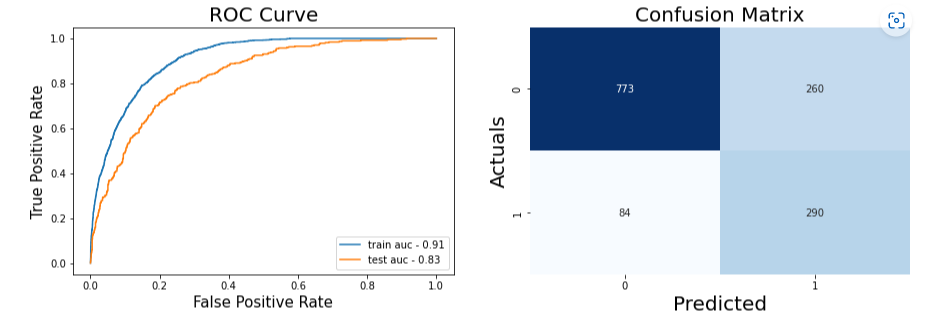 ROC Curve
1.0
0.8
0.6
0.4
0.2
0.0
True Positive Rate
train auc - 0.91
test auc - 0.83
0.0 0.2 0.4 0.6 0.8 1.0
False Positive Rate
Confusion Matrix
Actuals
0
773 260
1
84 290
0 1
Predicted